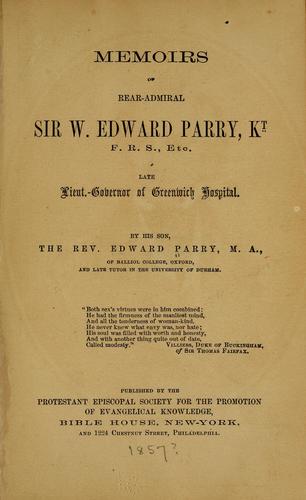 MEMOIRS
OF
REAR-ADMIRAL
SIR W. EDWARD PARRY, KT
F. R. S., Etc.
LATE
Lieut.-Governor of Greenwich Hospital.
BY HIS SON,
THE REV. EDWARD PARRY, M. A.,
OF BALLIOL COLLEGE, OXFORD,
AND LATE TUTOR IN THE UNIVERSITY OF DURHAM.
"Both sex's virtues were in him combined:
He had the firmness of the manliest mind,
And all the tenderness of woman-kind.
He never knew what envy was, nor hate;
His soul was filled with worth and honesty,
And with another thing quite out of date,
Called modesty." VILLIERS, DUKE OF BUCKINGHAM,
OF SIR THOMAS FAIRFAX.
PUBLISHED BY THE
PROTESTANT EPISCOPAL SOCIETY FOR THE PROMOTION
OF EVANGELICAL KNOWLEDGE,
BIBLE HOUSE, NEW-YORK,
AND 1224 CHESTNUT STREET, PHILADELPHIA.
1857?